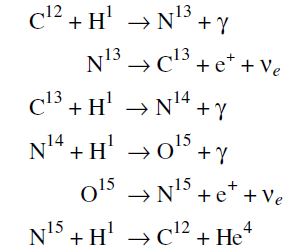 C¹² + H¹ → N¹³ + γ
N¹³ → C¹³ + e⁺ + νₑ
C¹³ + H¹ → N¹⁴ + γ
N¹⁴ + H¹ → O¹⁵ + γ
O¹⁵ → N¹⁵ + e⁺ + νₑ
N¹⁵ + H¹ → C¹² + He⁴